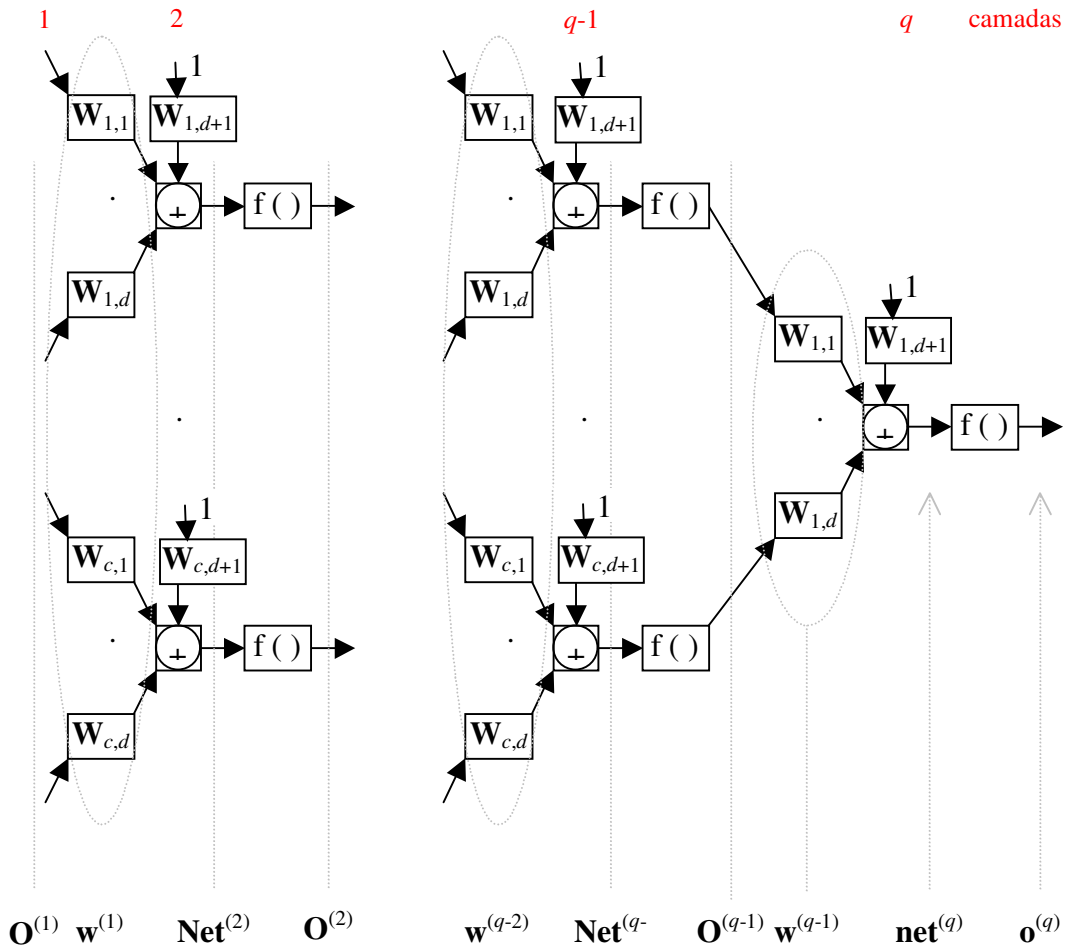 1 2 q-1 q camadas
1 1
W1,1 W1,d+1 W1,1 W1,d+1
. + f ( ) . + f ( )
W1,d W1,d
1
W1,1 W1,d+1
. . . + f ( )
1 1 W1,d
Wc,1 Wc,d+1 Wc,1 Wc,d+1
. + f ( ) . + f ( )
Wc,d Wc,d
O(1) w(1) Net(2) O(2) w(q-2) Net(q- O(q-1) w(q-1) net(q) o(q)